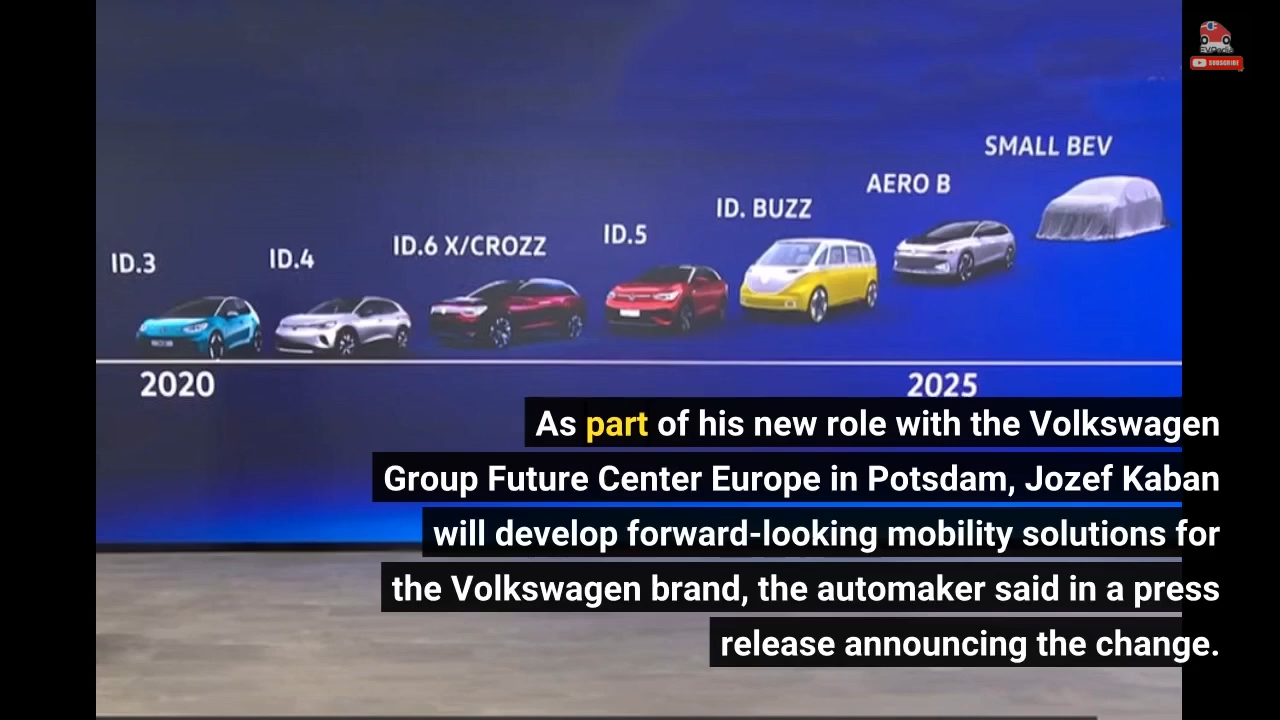 SUBSCRIBE
SMALL BEV
AERO B
ID. BUZZ
ID.5
ID.6 X/CROZZ
ID.4
ID.3
2020
2025
As part of his new role with the Volkswagen
Group Future Center Europe in Potsdam, Jozef Kaban
will develop forward-looking mobility solutions for
the Volkswagen brand, the automaker said in a press
release announcing the change.